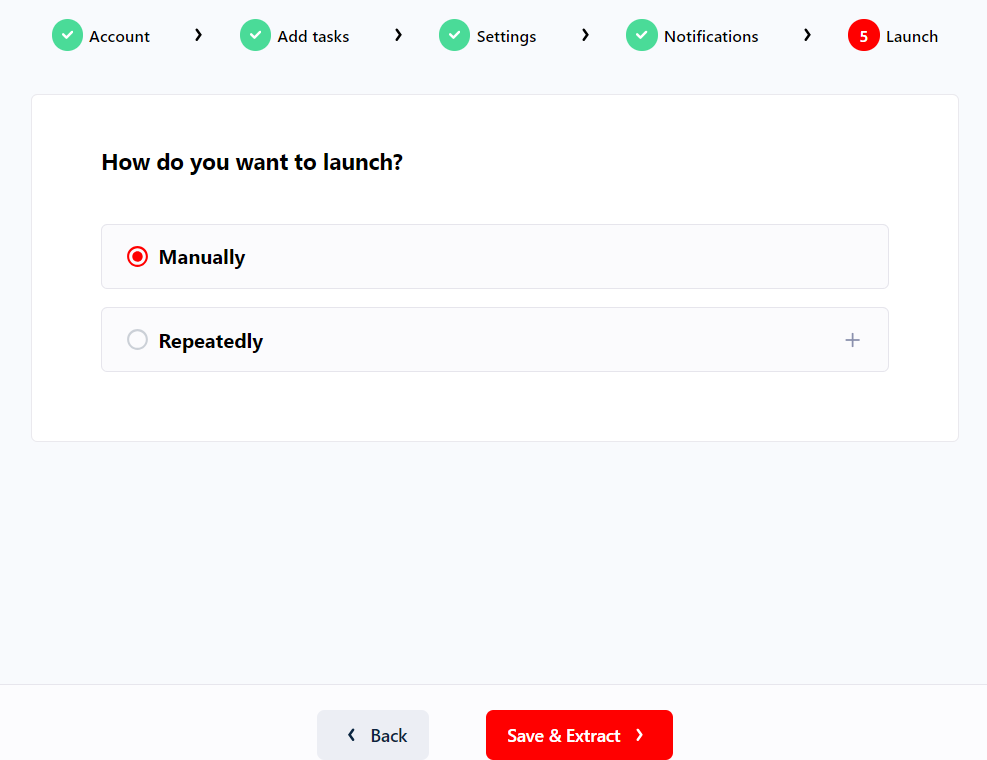 Account Add tasks Settings Notifications 5 Launch
How do you want to launch?
Manually
Repeatedly
Back Save & Extract